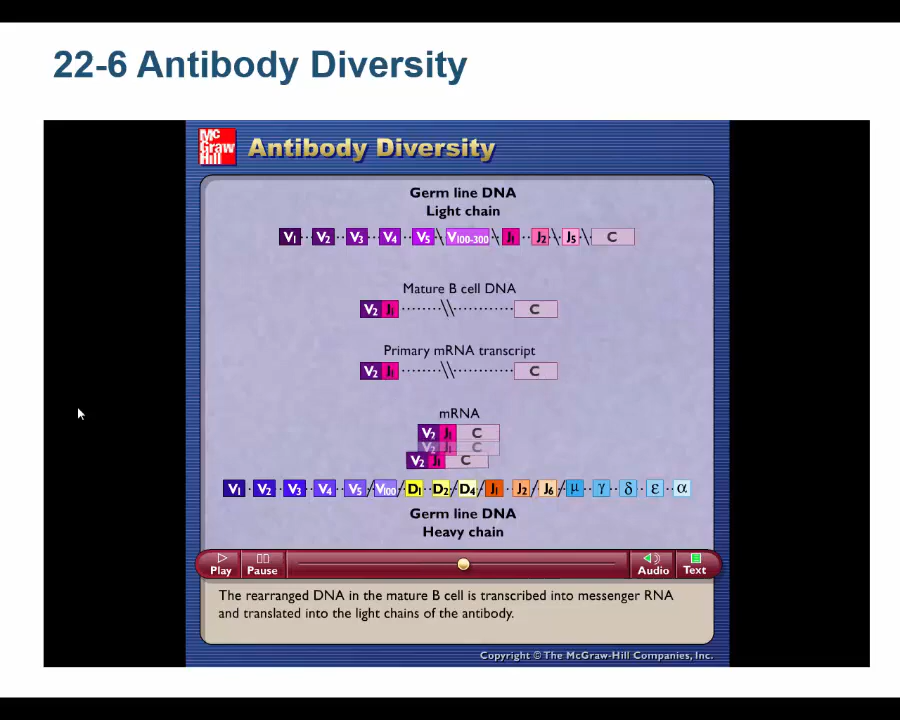 22-6 Antibody Diversity
Mc
Graw
Hill
Antibody Diversity
Germ line DNA
Light chain
V1 V2 V3 V4 V5 V100-300 J1 J2 J5 C
Mature B cell DNA
V2 J1 C
Primary mRNA transcript
V2 J1 C
mRNA
V2 J1 C
V2 J1 C
V2 J1 C
V1 V2 V3 V4 V5 V100 D1 D2 D4 J1 J2 J6 μ γ δ ε α
Germ line DNA
Heavy chain
Play Pause Audio Text
The rearranged DNA in the mature B cell is transcribed into messenger RNA
and translated into the light chains of the antibody.
Copyright © The McGraw-Hill Companies, Inc.